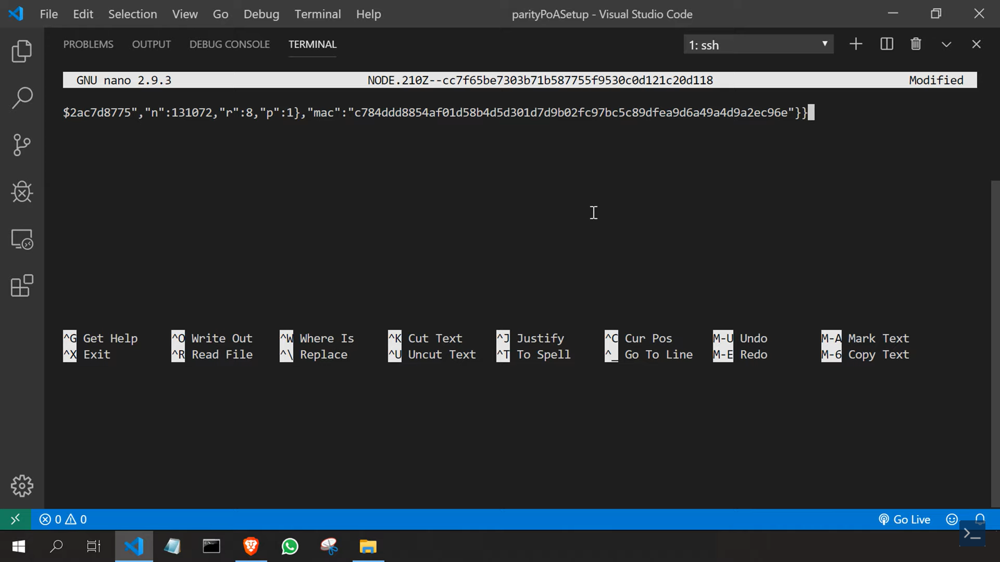 File Edit Selection View Go Debug Terminal Help parityPoASetup - Visual Studio Code
PROBLEMS OUTPUT DEBUG CONSOLE TERMINAL 1: ssh
GNU nano 2.9.3 NODE.210Z--cc7f65be7303b71b587755f9530c0d121c20d118 Modified
$2ac7d8775","n":131072,"r":8,"p":1},"mac":"c784ddd8854af01d58b4d5d301d7d9b02fc97bc5c89dfea9d6a49a4d9a2ec96e"}}
^G Get Help ^O Write Out ^W Where Is ^K Cut Text ^J Justify ^C Cur Pos M-U Undo M-A Mark Text
^X Exit ^R Read File ^\ Replace ^U Uncut Text ^T To Spell ^_ Go To Line M-E Redo M-6 Copy Text
0 0 Go Live